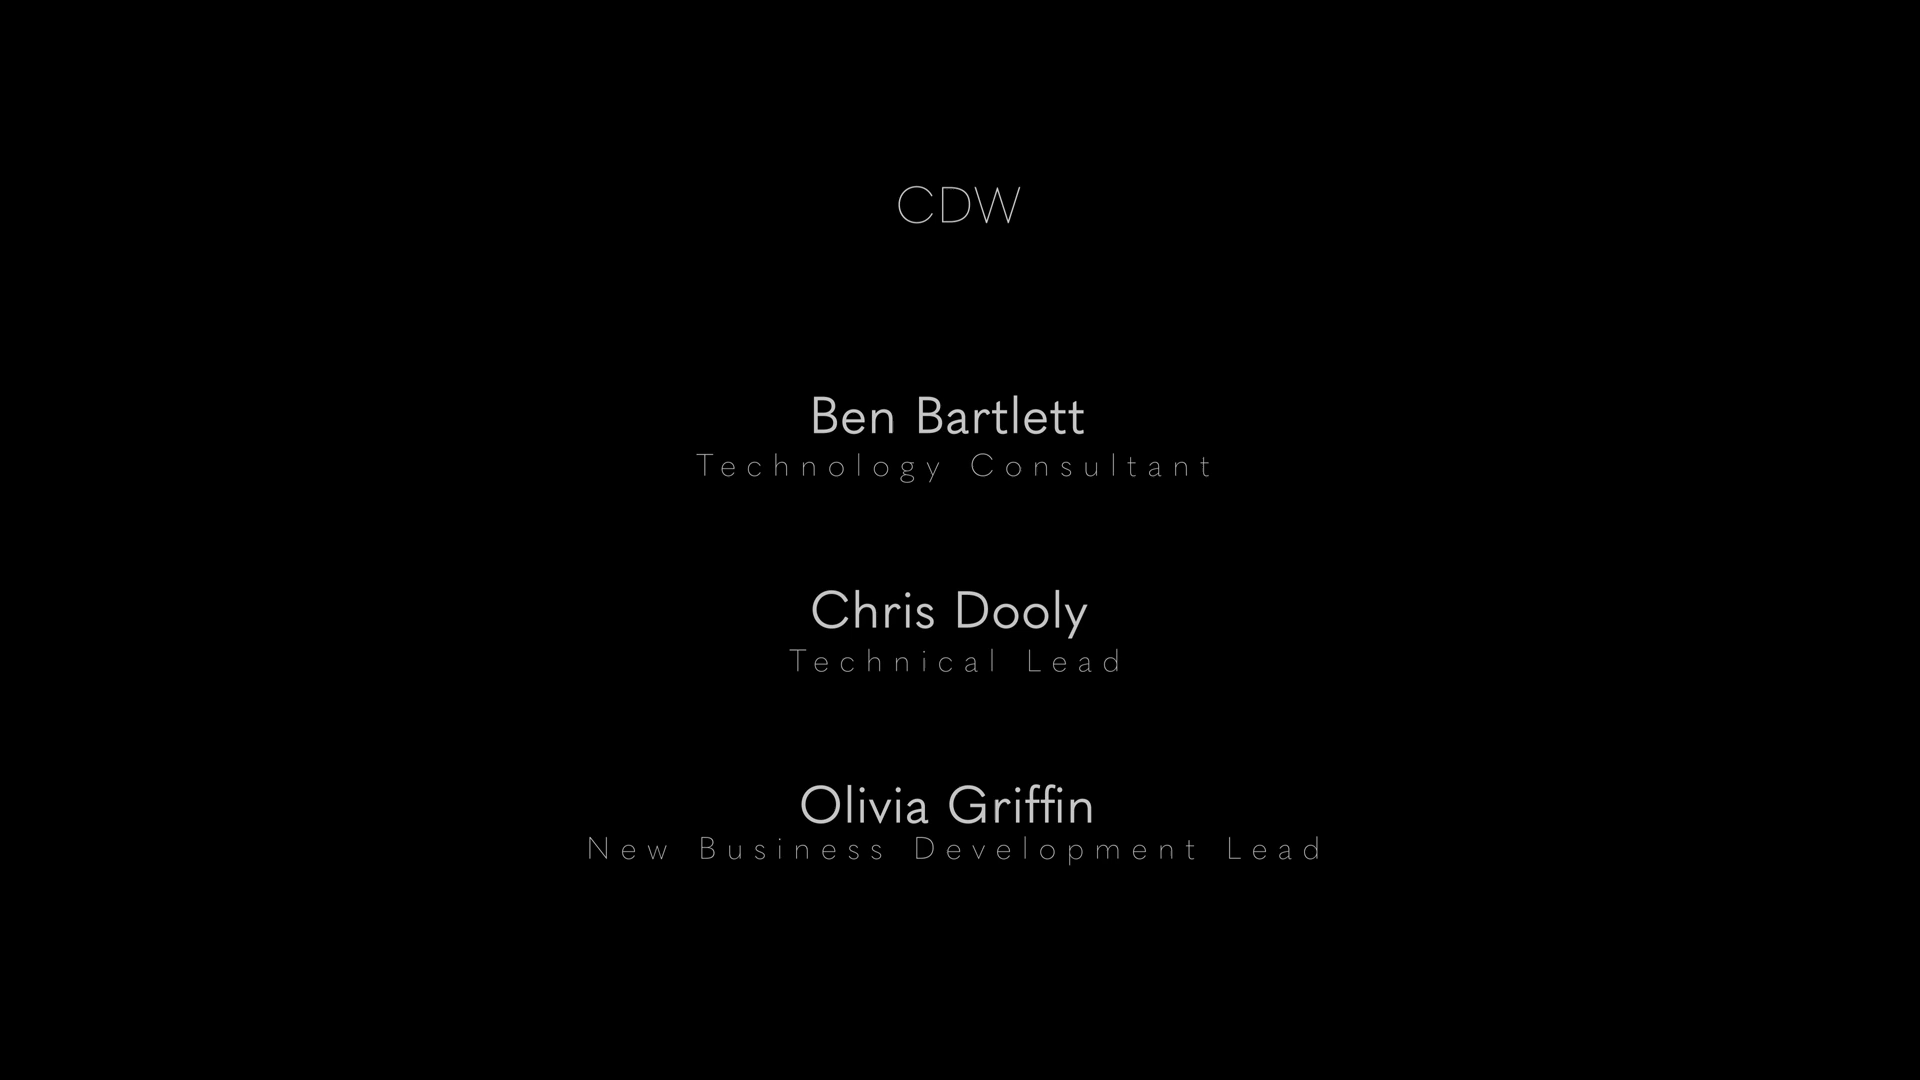 CDW
Ben Bartlett
Technology Consultant
Chris Dooly
Technical Lead
Olivia Griffin
New Business Development Lead